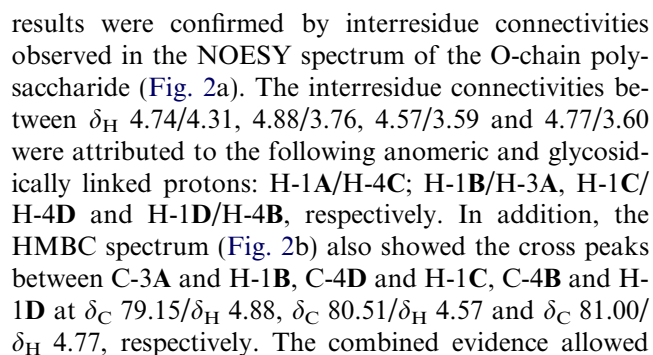 results were confirmed by interresidue connectivities
observed in the NOESY spectrum of the O-chain poly-
saccharide (Fig. 2a). The interresidue connectivities be-
tween δH 4.74/4.31, 4.88/3.76, 4.57/3.59 and 4.77/3.60
were attributed to the following anomeric and glycosid-
ically linked protons: H-1A/H-4C; H-1B/H-3A, H-1C/
H-4D and H-1D/H-4B, respectively. In addition, the
HMBC spectrum (Fig. 2b) also showed the cross peaks
between C-3A and H-1B, C-4D and H-1C, C-4B and H-
1D at δC 79.15/δH 4.88, δC 80.51/δH 4.57 and δC 81.00/
δH 4.77, respectively. The combined evidence allowed